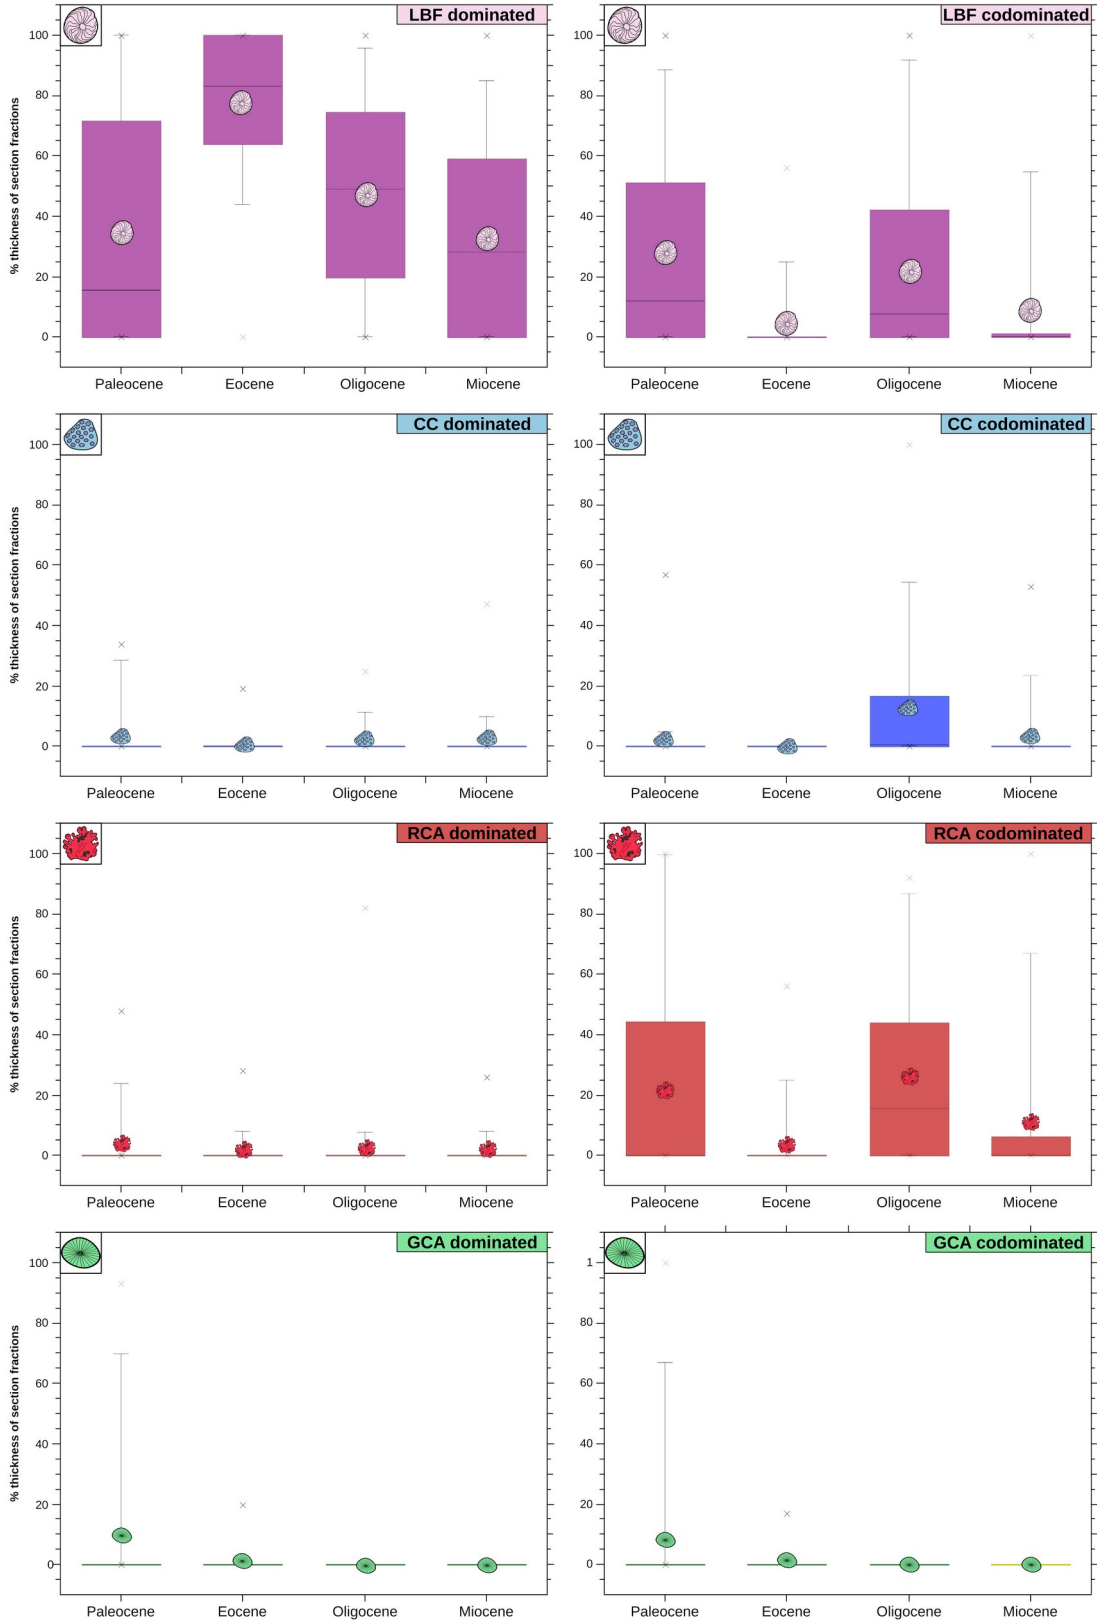 LBF dominated
% thickness of section fractions
100
80
60
40
20
0
Paleocene Eocene Oligocene Miocene
LBF codominated
100
80
60
40
20
0
Paleocene Eocene Oligocene Miocene
CC dominated
% thickness of section fractions
100
80
60
40
20
0
Paleocene Eocene Oligocene Miocene
CC codominated
100
80
60
40
20
0
Paleocene Eocene Oligocene Miocene
RCA dominated
% thickness of section fractions
100
80
60
40
20
0
Paleocene Eocene Oligocene Miocene
RCA codominated
100
80
60
40
20
0
Paleocene Eocene Oligocene Miocene
GCA dominated
% thickness of section fractions
100
80
60
40
20
0
Paleocene Eocene Oligocene Miocene
GCA codominated
1
80
60
40
20
0
Paleocene Eocene Oligocene Miocene